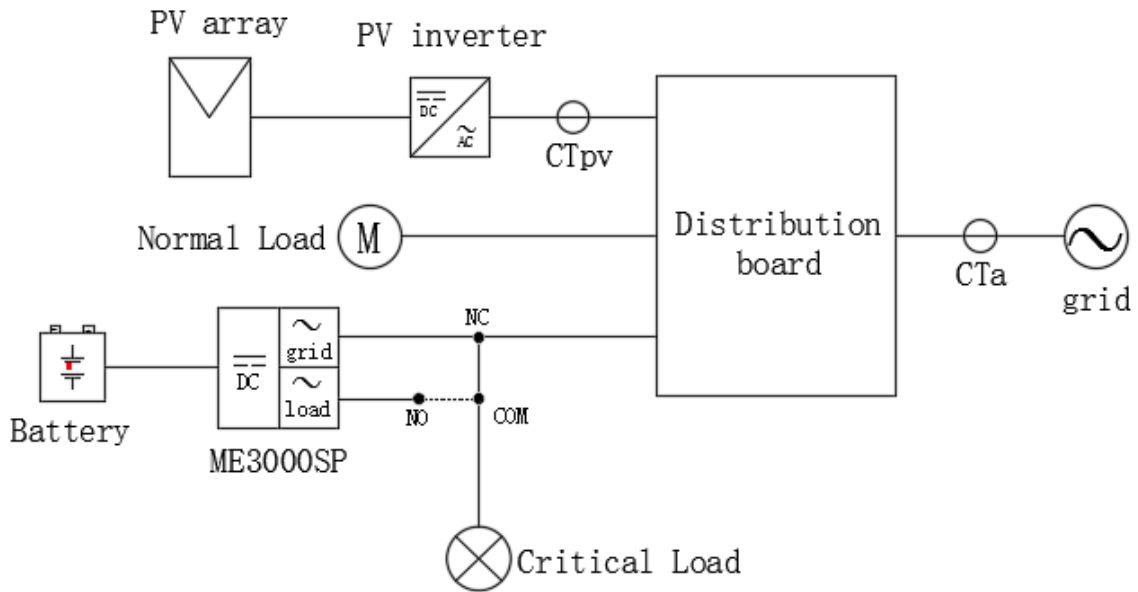 PV array
PV inverter
DC
AC
CTpv
Normal Load
M
Distribution
board
CTa
grid
NC
grid
DC
load
NO
COM
Battery
ME3000SP
Critical Load